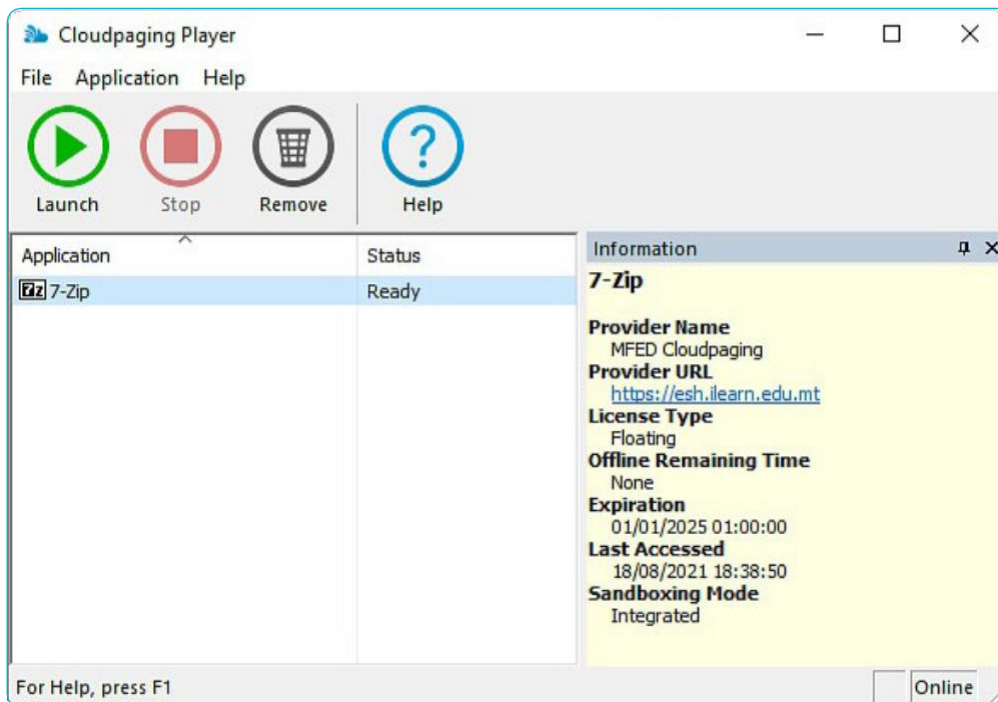 Cloudpaging Player
File Application Help
Launch Stop Remove Help
Application Status
7z 7-Zip Ready
Information
7-Zip
Provider Name
MFED Cloudpaging
Provider URL
https://esh.ilearn.edu.mt
License Type
Floating
Offline Remaining Time
None
Expiration
01/01/2025 01:00:00
Last Accessed
18/08/2021 18:38:50
Sandboxing Mode
Integrated
For Help, press F1 Online